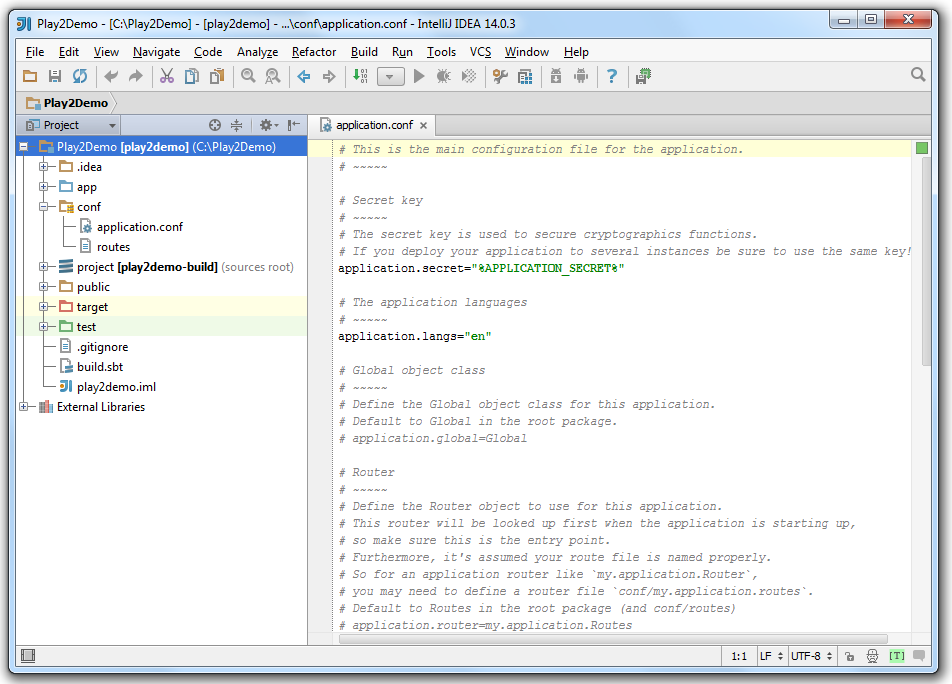 Play2Demo - [C:\Play2Demo] - [play2demo] - ...\conf\application.conf - IntelliJ IDEA 14.0.3
File Edit View Navigate Code Analyze Refactor Build Run Tools VCS Window Help
Play2Demo
Project
application.conf
Play2Demo [play2demo] (C:\Play2Demo)
.idea
app
conf
application.conf
routes
project [play2demo-build] (sources root)
public
target
test
.gitignore
build.sbt
play2demo.iml
External Libraries
# This is the main configuration file for the application.
# ~~~~~
# Secret key
# ~~~~~
# The secret key is used to secure cryptographics functions.
# If you deploy your application to several instances be sure to use the same key!
application.secret="%APPLICATION_SECRET%"
# The application languages
# ~~~~~
application.langs="en"
# Global object class
# ~~~~~
# Define the Global object class for this application.
# Default to Global in the root package.
# application.global=Global
# Router
# ~~~~~
# Define the Router object to use for this application.
# This router will be looked up first when the application is starting up,
# so make sure this is the entry point.
# Furthermore, it's assumed your route file is named properly.
# So for an application router like `my.application.Router`,
# you may need to define a router file `conf/my.application.routes`.
# Default to Routes in the root package (and conf/routes)
# application.router=my.application.Routes
1:1 LF UTF-8 [T]